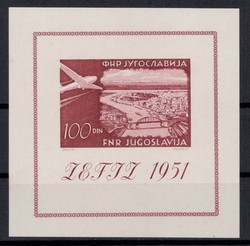 ФНР ЈУГОСЛАВИЈА
100 DIN
FNR JUGOSLAVIJA
ZEFIZ 1951